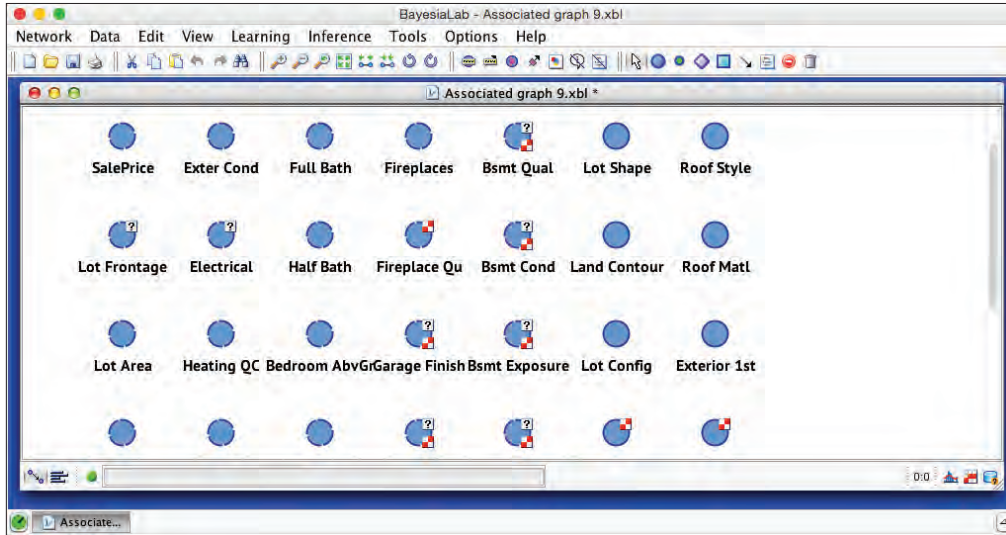 BayesiaLab - Associated graph 9.xbl
Network Data Edit View Learning Inference Tools Options Help
Associated graph 9.xbl *
SalePrice Exter Cond Full Bath Fireplaces Bsmt Qual Lot Shape Roof Style
Lot Frontage Electrical Half Bath Fireplace Qu Bsmt Cond Land Contour Roof Matl
Lot Area Heating QC Bedroom AbvGr Garage Finish Bsmt Exposure Lot Config Exterior 1st
0:0
Associate...